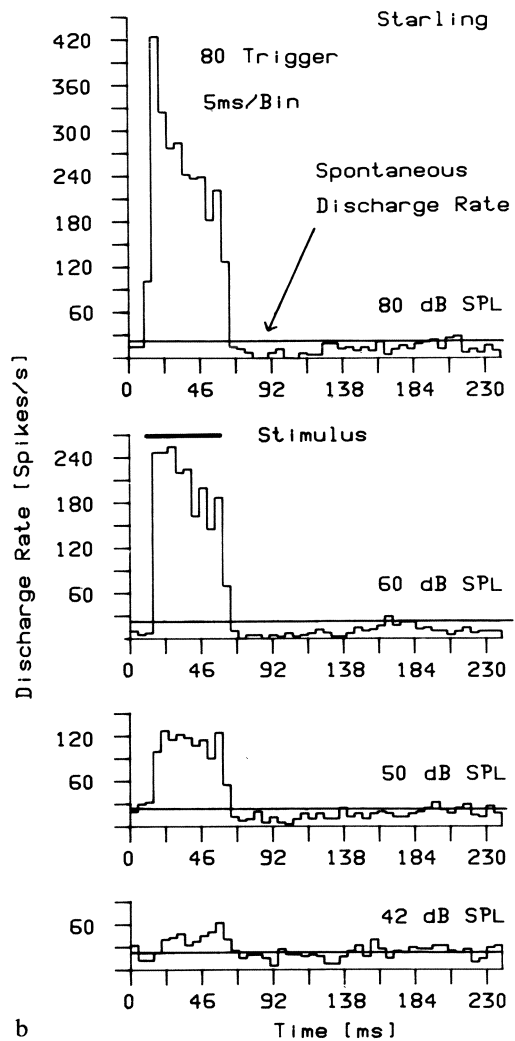 Starling
420
80 Trigger
360
5ms/Bin
300
Spontaneous
240
Discharge Rate
180
120
80 dB SPL
60
0 46 92 138 184 230
Stimulus
240
180
120
60 dB SPL
60
0 46 92 138 184 230
120
50 dB SPL
60
0 46 92 138 184 230
42 dB SPL
60
0 46 92 138 184 230
Time [ms]
Discharge Rate [Spikes/s]
b